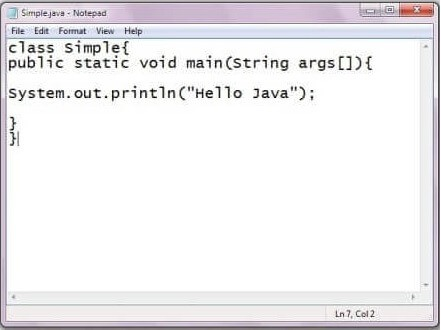 Simple.java - Notepad
File Edit Format View Help
class Simple{
public static void main(String args[]){
System.out.println("Hello Java");
}
}
Ln 7, Col 2